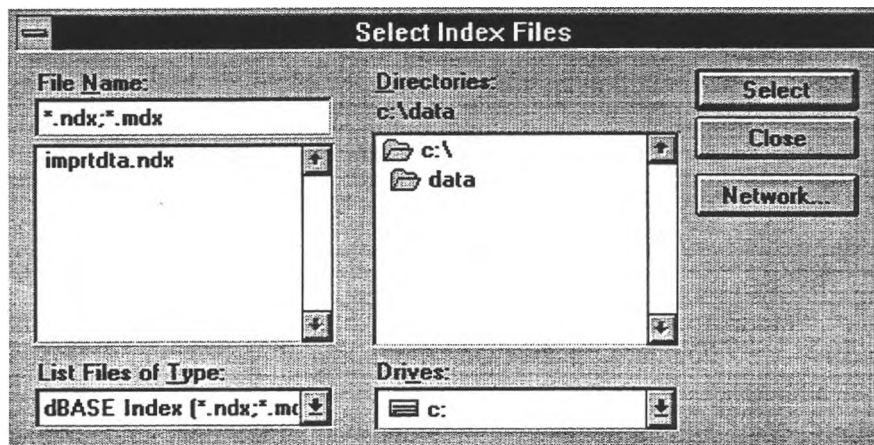 Select Index Files
File Name:
*.ndx;*.mdx
imprtdta.ndx
List Files of Type:
dBASE Index (*.ndx;*.mc
Directories:
c:\data
c:\
data
Drives:
c:
Select
Close
Network...